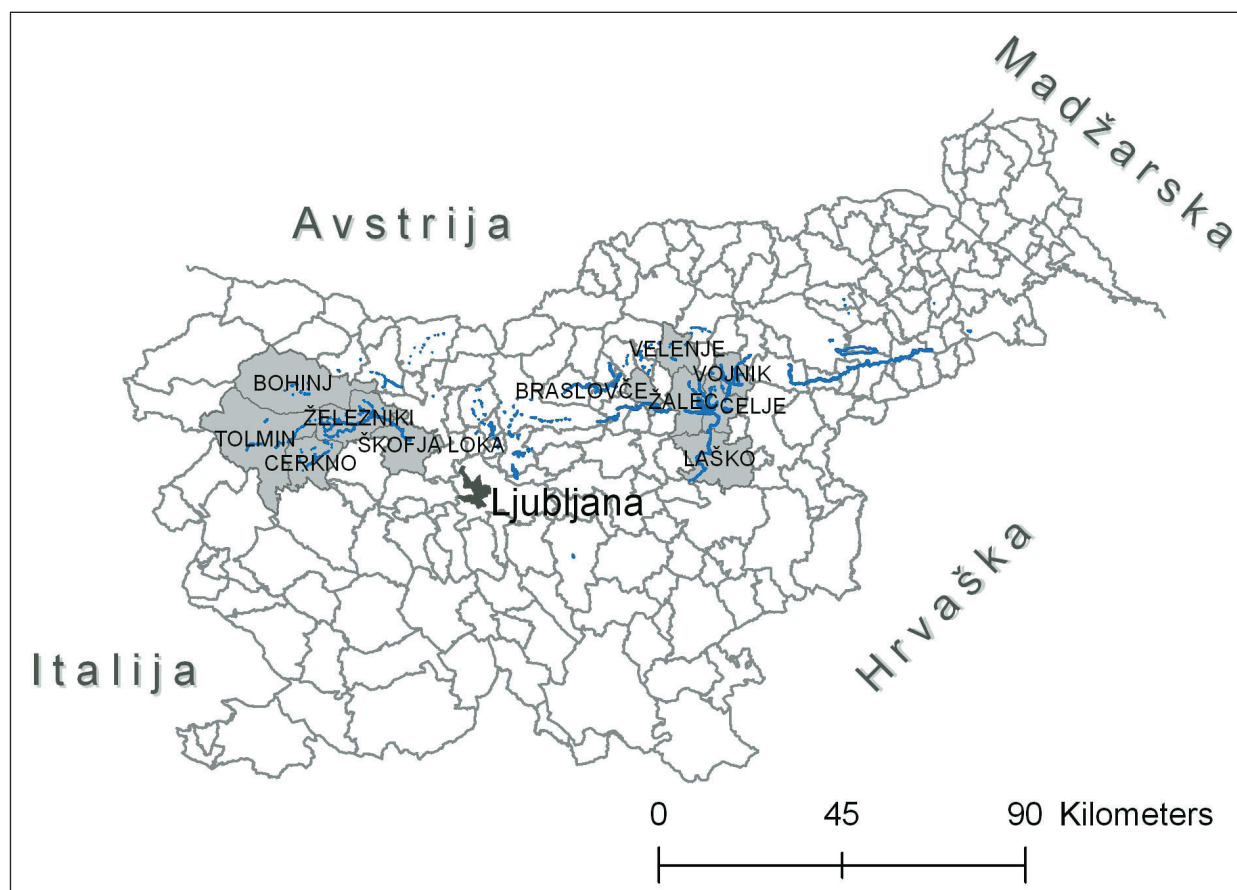 Madžarska
Avstrija
VELENJE
BOHINJ
VOJNIK
BRASLOVČE
ŽALEC
CELJE
ŽELEZNIKI
TOLMIN
ŠKOFJA LOKA
CERKNO
LAŠKO
Ljubljana
Hrvaška
Italija
0 45 90 Kilometers